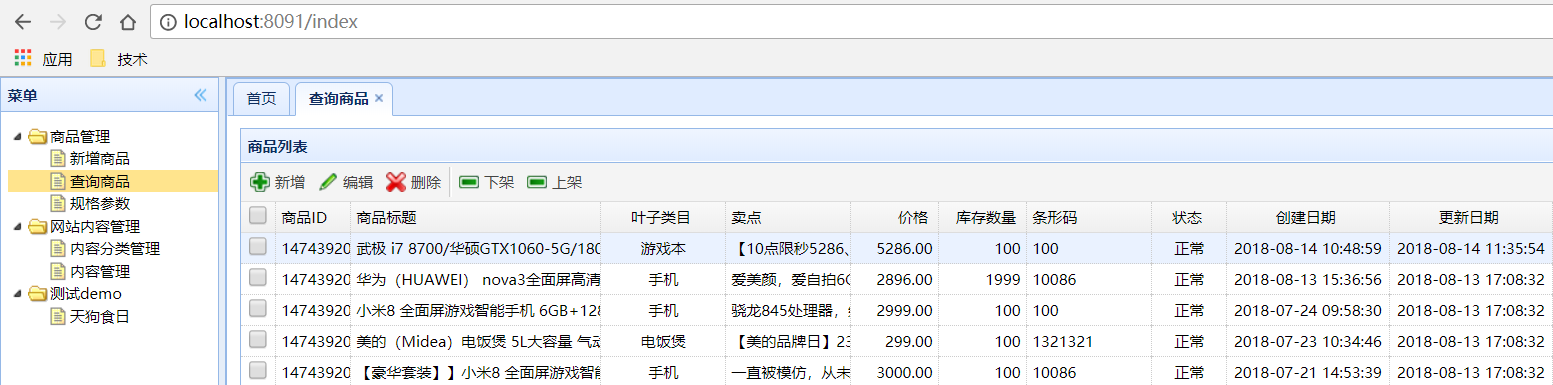 localhost:8091/index
应用 技术
菜单
首页 查询商品
商品管理
新增商品
查询商品
规格参数
网站内容管理
内容分类管理
内容管理
测试demo
天狗食日
商品列表
新增 编辑 删除 下架 上架
商品ID 商品标题 叶子类目 卖点 价格 库存数量 条形码 状态 创建日期 更新日期
14743920 武极 i7 8700/华硕GTX1060-5G/180 游戏本 【10点限秒5286、 5286.00 100 100 正常 2018-08-14 10:48:59 2018-08-14 11:35:54
14743920 华为（HUAWEI） nova3全面屏高清 手机 爱美颜，爱自拍6G 2896.00 1999 10086 正常 2018-08-13 15:36:56 2018-08-13 17:08:32
14743920 小米8 全面屏游戏智能手机 6GB+128 手机 骁龙845处理器， 2999.00 100 100 正常 2018-07-24 09:58:30 2018-08-13 17:08:32
14743920 美的（Midea）电饭煲 5L大容量 气动 电饭煲 【美的品牌日】23 299.00 100 1321321 正常 2018-07-23 10:34:46 2018-08-13 17:08:32
14743920 【豪华套装】】小米8 全面屏游戏智能 手机 一直被模仿，从未 3000.00 100 10086 正常 2018-07-21 14:53:39 2018-08-13 17:08:32